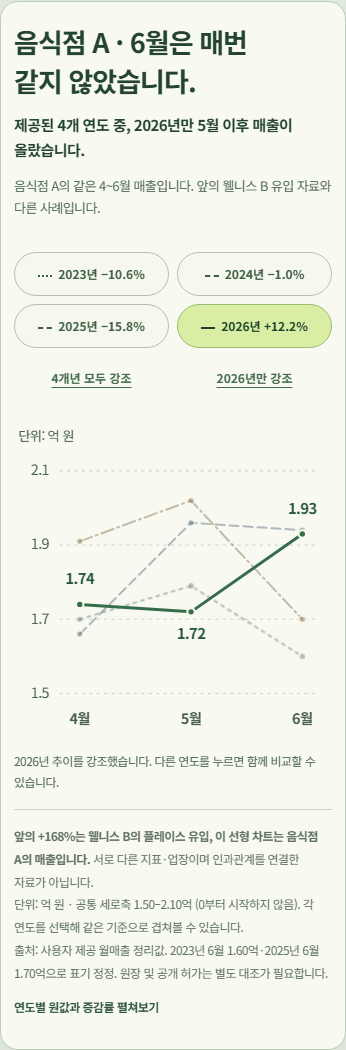 음식점 A · 6월은 매번
같지 않았습니다.
제공된 4개 연도 중, 2026년만 5월 이후 매출이
올랐습니다.
음식점 A의 같은 4~6월 매출입니다. 앞의 웰니스 B 유입 자료와
다른 사례입니다.
2023년 −10.6%
2024년 −1.0%
2025년 −15.8%
2026년 +12.2%
4개년 모두 강조
2026년만 강조
단위: 억 원
2.1
1.93
1.9
1.74
1.7
1.72
1.5
4월
5월
6월
2026년 추이를 강조했습니다. 다른 연도를 누르면 함께 비교할 수
있습니다.
앞의 +168%는 웰니스 B의 플레이스 유입, 이 선형 차트는 음식점
A의 매출입니다. 서로 다른 지표·업장이며 인과관계를 연결한
자료가 아닙니다.
단위: 억 원 · 공통 세로축 1.50–2.10억 (0부터 시작하지 않음). 각
연도를 선택해 같은 기준으로 겹쳐볼 수 있습니다.
출처: 사용자 제공 월매출 정리값. 2023년 6월 1.60억·2025년 6월
1.70억으로 표기 정정. 원장 및 공개 허가는 별도 대조가 필요합니다.
연도별 원값과 증감률 펼쳐보기